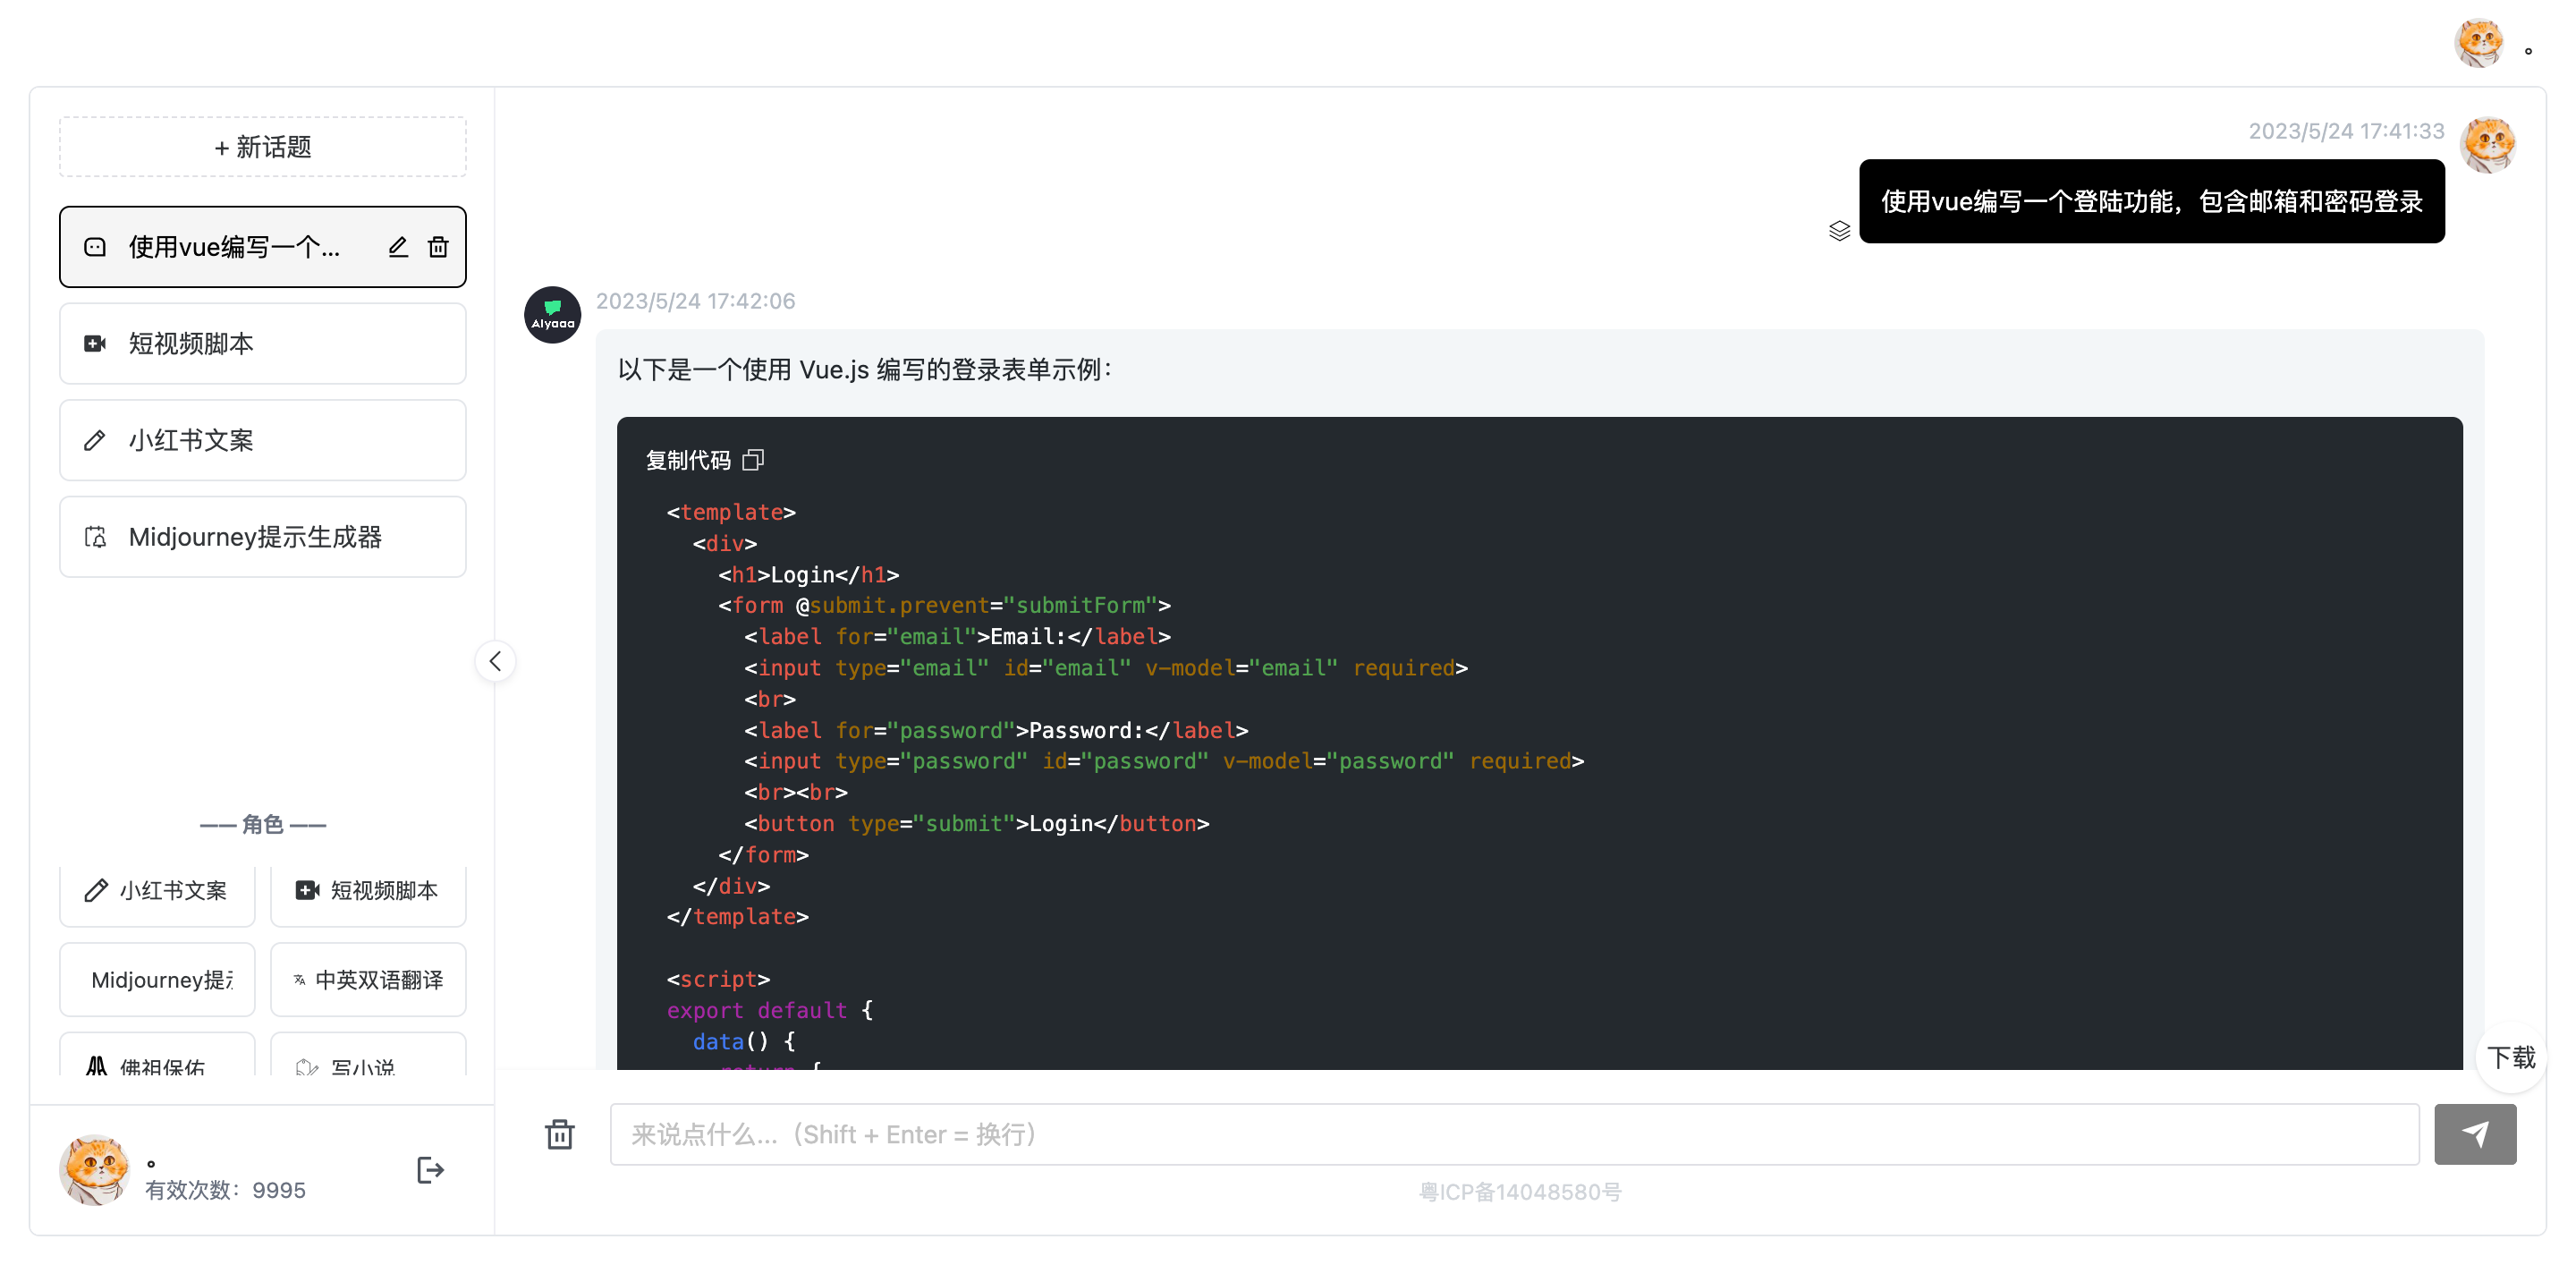 。
+ 新话题
使用vue编写一个...
短视频脚本
小红书文案
Midjourney提示生成器
—— 角色 ——
小红书文案
短视频脚本
Midjourney提示
中英双语翻译
佛祖保佑
写小说
。
有效次数：9995
2023/5/24 17:41:33
使用vue编写一个登陆功能，包含邮箱和密码登录
Aiyaaa
2023/5/24 17:42:06
以下是一个使用 Vue.js 编写的登录表单示例：
复制代码
<template>
  <div>
    <h1>Login</h1>
    <form @submit.prevent="submitForm">
      <label for="email">Email:</label>
      <input type="email" id="email" v-model="email" required>
      <br>
      <label for="password">Password:</label>
      <input type="password" id="password" v-model="password" required>
      <br><br>
      <button type="submit">Login</button>
    </form>
  </div>
</template>

<script>
export default {
  data() {
    return {
下载
来说点什么...（Shift + Enter = 换行）
粤ICP备14048580号